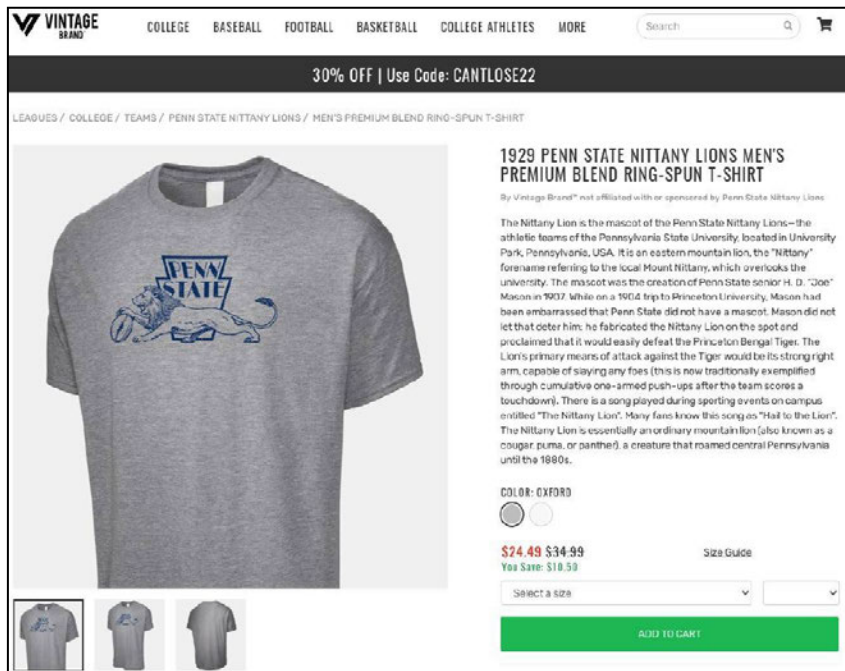 VINTAGE
BRAND
COLLEGE BASEBALL FOOTBALL BASKETBALL COLLEGE ATHLETES MORE
Search
30% OFF | Use Code: CANTLOSE22
LEAGUES / COLLEGE / TEAMS / PENN STATE NITTANY LIONS / MEN'S PREMIUM BLEND RING-SPUN T-SHIRT
PENN
STATE
1929 PENN STATE NITTANY LIONS MEN'S
PREMIUM BLEND RING-SPUN T-SHIRT
By Vintage Brand™ not affiliated with or sponsored by Penn State Nittany Lions
The Nittany Lion is the mascot of the Penn State Nittany Lions—the
athletic teams of the Pennsylvania State University, located in University
Park, Pennsylvania, USA. It is an eastern mountain lion, the "Nittany"
forename referring to the local Mount Nittany, which overlooks the
university. The mascot was the creation of Penn State senior H. D. "Joe"
Mason in 1907. While on a 1904 trip to Princeton University, Mason had
been embarrassed that Penn State did not have a mascot. Mason did not
let that deter him: he fabricated the Nittany Lion on the spot and
proclaimed that it would easily defeat the Princeton Bengal Tiger. The
Lion's primary means of attack against the Tiger would be its strong right
arm, capable of slaying any foes (this is now traditionally exemplified
through cumulative one-armed push-ups after the team scores a
touchdown). There is a song played during sporting events on campus
entitled "The Nittany Lion". Many fans know this song as "Hail to the Lion".
The Nittany Lion is essentially an ordinary mountain lion (also known as a
cougar, puma, or panther), a creature that roamed central Pennsylvania
until the 1880s.
COLOR: OXFORD
$24.49 $34.99 Size Guide
You Save: $10.50
Select a size
ADD TO CART